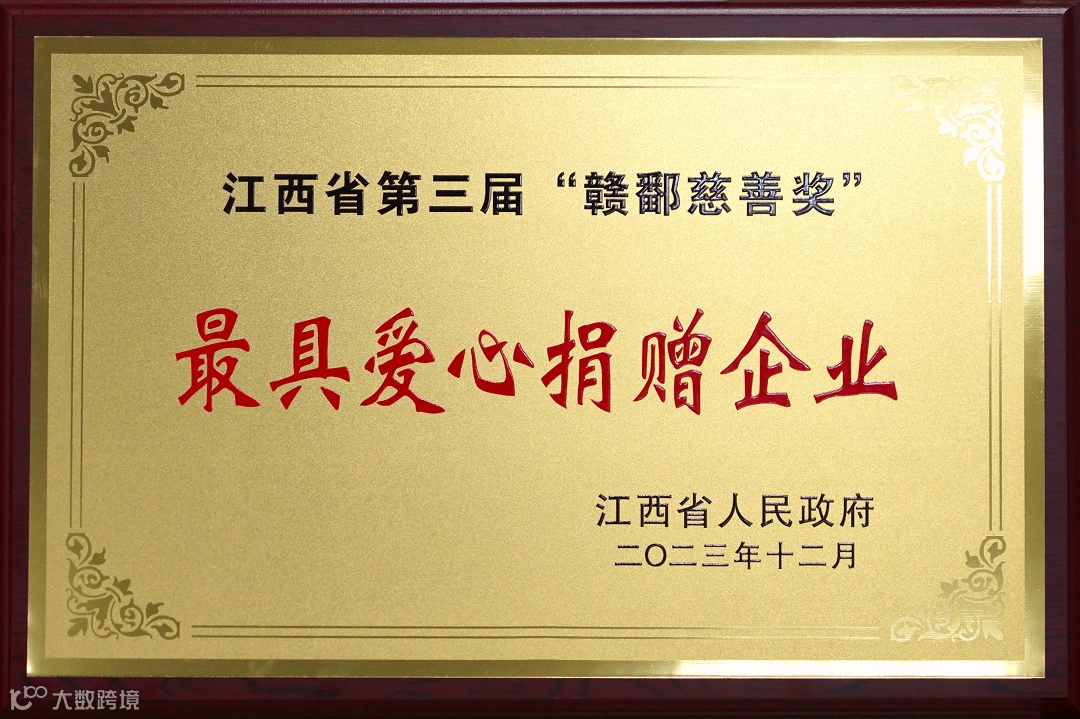 江西省第三届“赣鄱慈善奖”
最具爱心捐赠企业
江西省人民政府
二〇二三年十二月
大数跨境